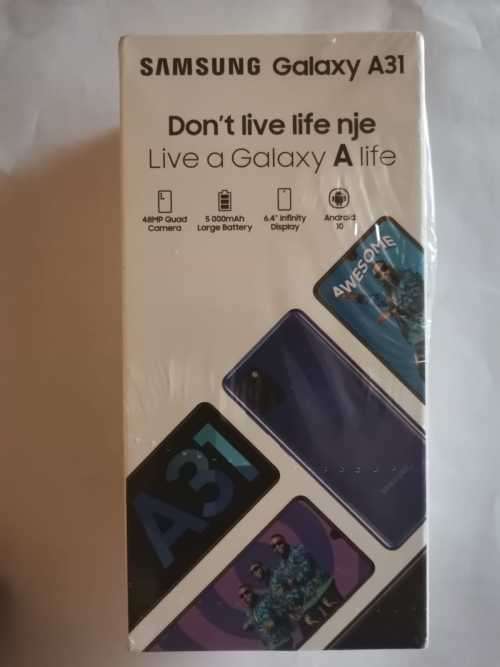 SAMSUNG Galaxy A31
Don't live life nje
Live a Galaxy A life
48MP Quad
Camera
5 000mAh
Large Battery
6.4" Infinity
Display
Android
10
AWESOME
A31
SAMSUNG